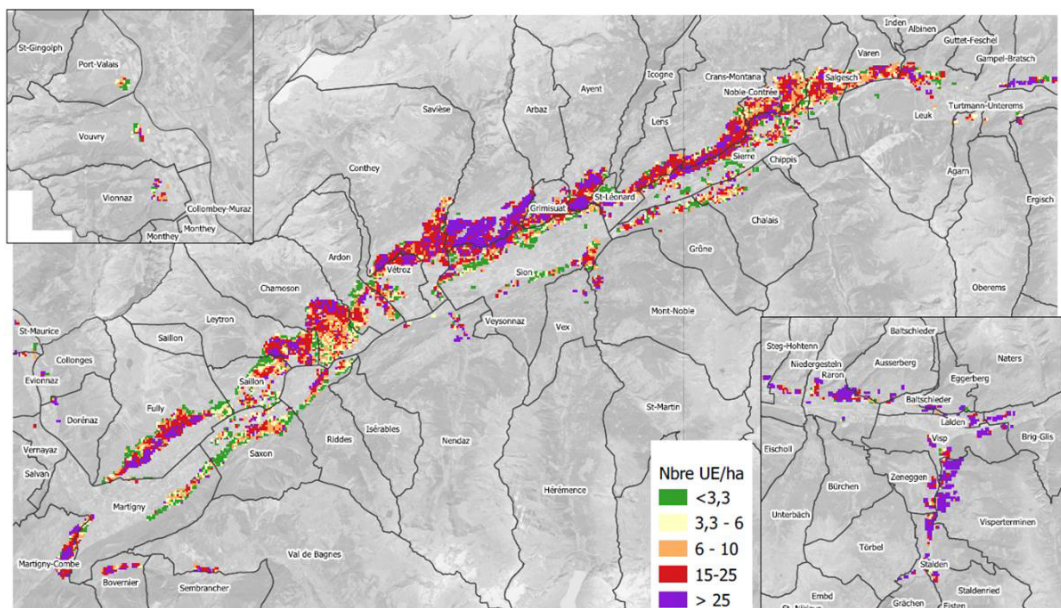 St-Gingolph
Port-Valais
Vouvry
Vionnaz
Collombey-Muraz
Monthey
Monthey
Inden
Albinen
Guttet-Feschel
Varen
Gampel-Bratsch
Icogne
Crans-Montana
Salgesch
Noble-Contrée
Ayent
Arbaz
Savièse
Lens
Leuk
Turtmann-Unterems
Sierre
Chippis
Conthey
Agarn
Ergisch
St-Léonard
Grimisuat
Chalais
Grône
Ardon
Vétroz
Sion
Chamoson
Oberems
Leytron
Mont-Noble
Veysonnaz
Vex
St-Maurice
Saillon
Collonges
Evionnaz
Saillon
Dorénaz
Fully
St-Martin
Vernayaz
Riddes
Isérables
Nendaz
Salvan
Saxon
Hérémence
Martigny
Val de Bagnes
Martigny-Combe
Bovernier
Sembrancher
Nbre UE/ha
<3,3
3,3 - 6
6 - 10
15-25
> 25
Steg-Hohtenn
Baltschieder
Niedergesteln
Ausserberg
Naters
Raron
Eggerberg
Baltschieder
Lalden
Visp
Brig-Glis
Eischoll
Zeneggen
Bürchen
Unterbäch
Visperterminen
Törbel
Stalden
Embd
Staldenried
Grächen
Eisten